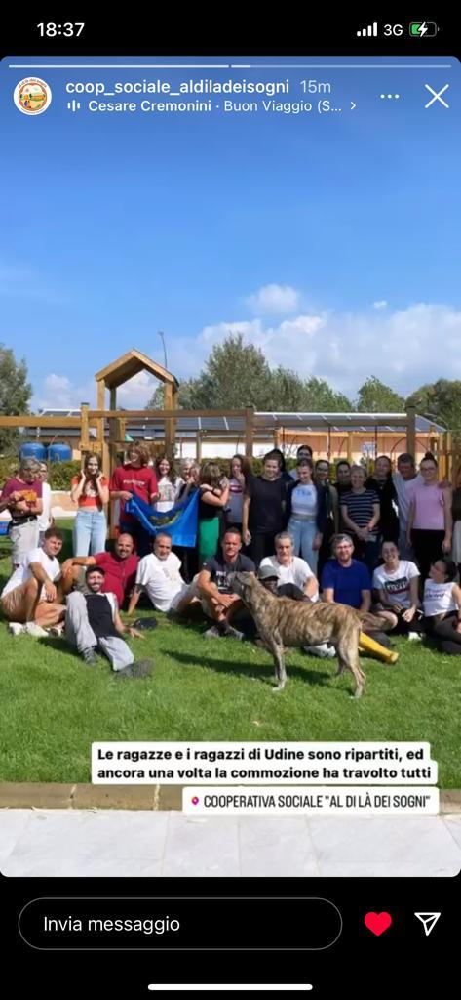 18:37
3G
coop_sociale_aldiladeisogni 15m
Cesare Cremonini · Buon Viaggio (S... >
Le ragazze e i ragazzi di Udine sono ripartiti, ed
ancora una volta la commozione ha travolto tutti
COOPERATIVA SOCIALE "AL DI LÀ DEI SOGNI"
Invia messaggio